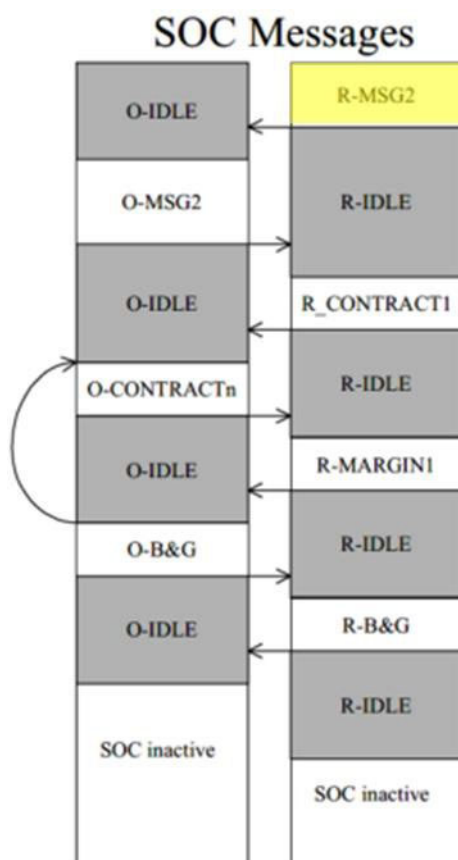 SOC Messages
O-IDLE
R-MSG2
O-MSG2
R-IDLE
O-IDLE
R_CONTRACT1
O-CONTRACTn
R-IDLE
O-IDLE
R-MARGIN1
O-B&G
R-IDLE
O-IDLE
R-B&G
R-IDLE
SOC inactive
SOC inactive